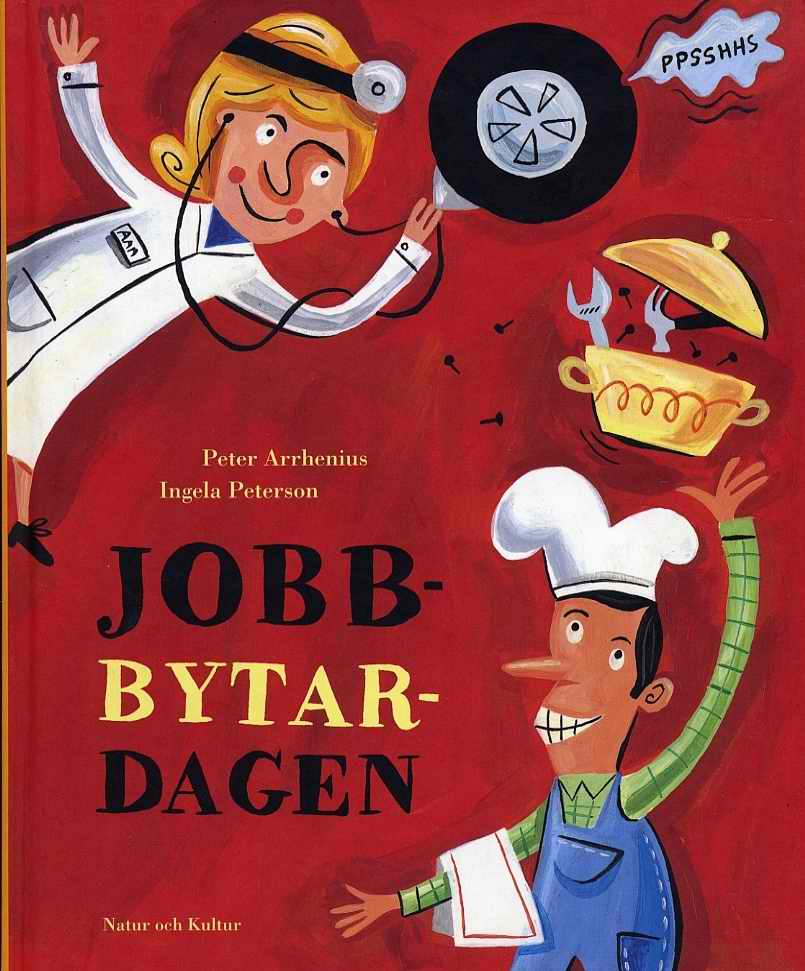 PPSSHHS
Peter Arrhenius
Ingela Peterson
JOBB-
BYTAR-
DAGEN
Natur och Kultur